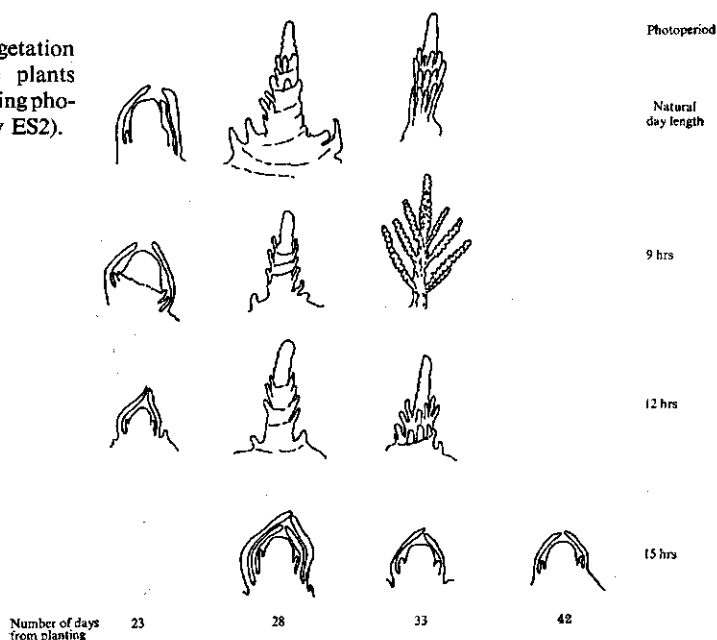 getation
plants
ing pho-
ES2).
Photoperiod
Natural
day length
9 hrs
12 hrs
15 hrs
Number of days
from planting
23
28
33
42